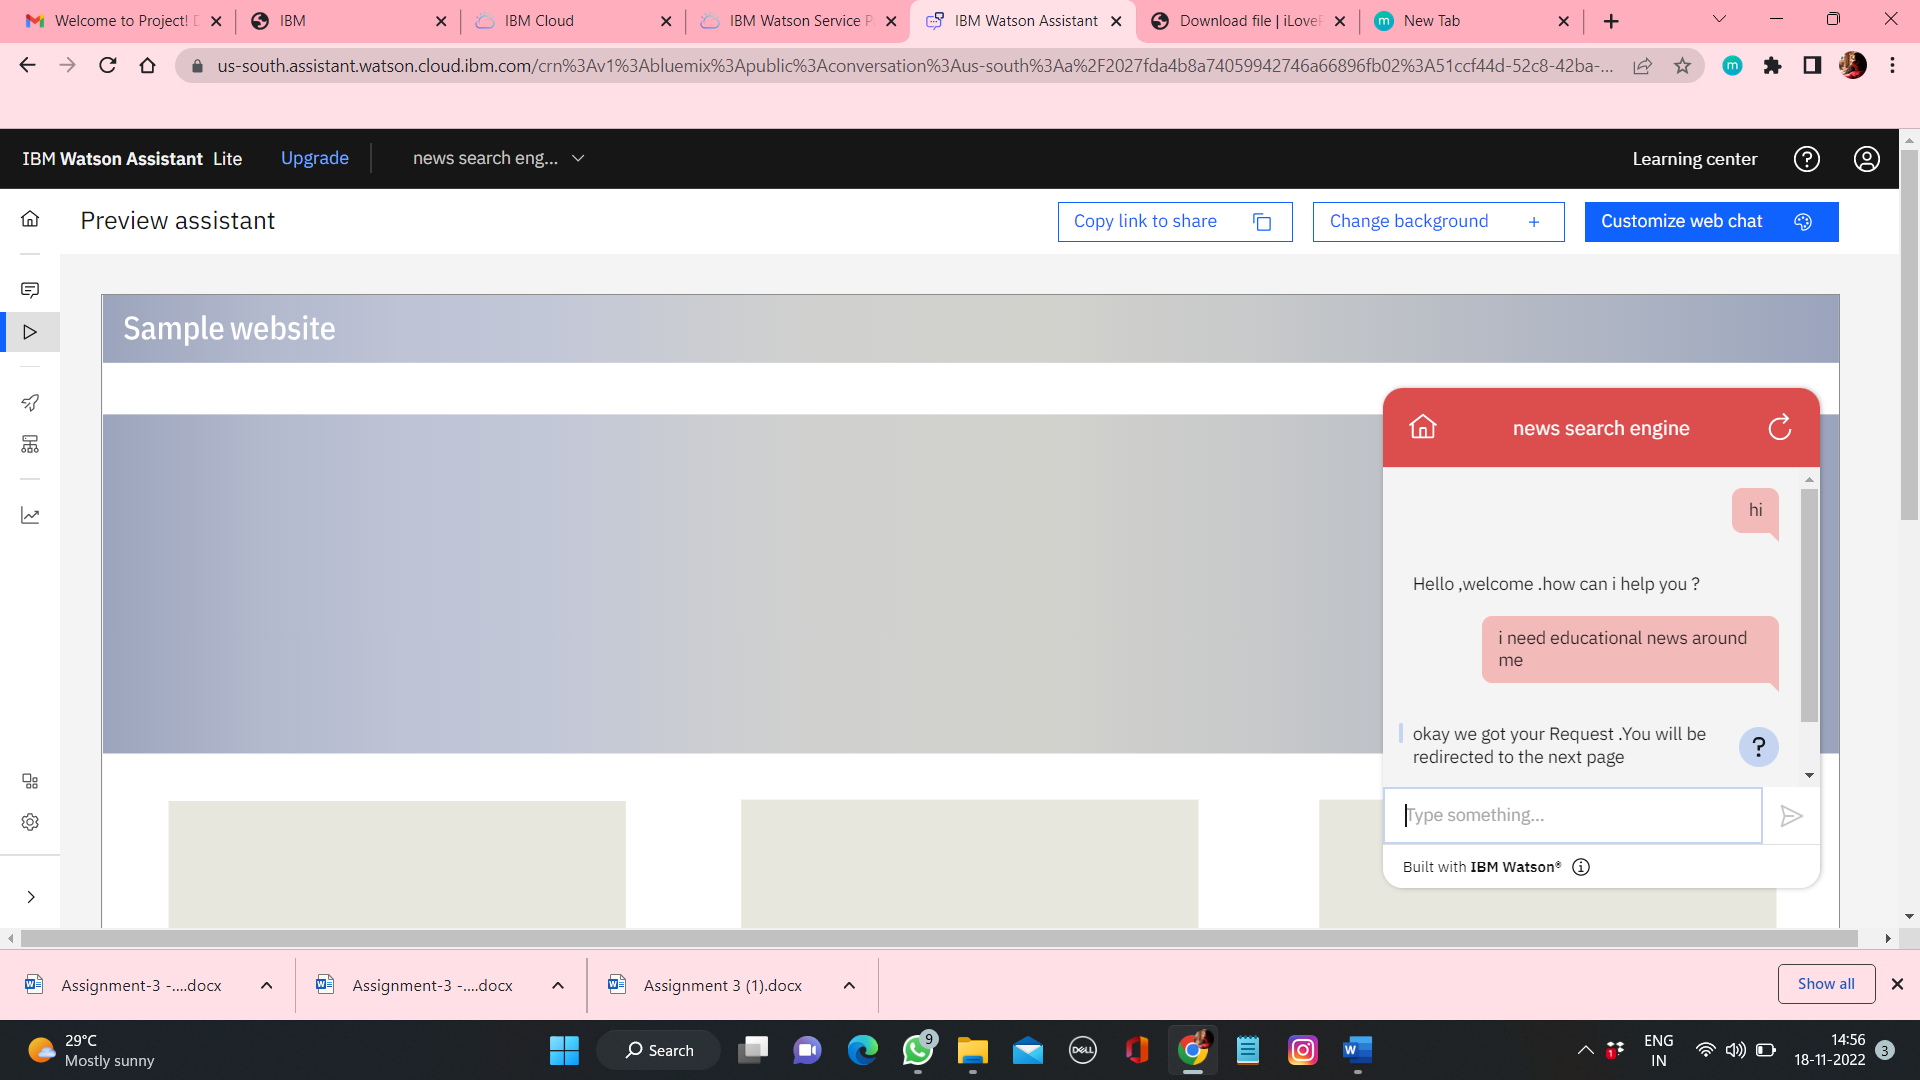 Welcome to Project!
IBM
IBM Cloud
IBM Watson Service P
IBM Watson Assistant
Download file | iLoveP
m
New Tab
us-south.assistant.watson.cloud.ibm.com/crn%3Av1%3Abluemix%3Apublic%3Aconversation%3Aus-south%3Aa%2F2027fda4b8a74059942746a66896fb02%3A51ccf44d-52c8-42ba-...
m
IBM Watson Assistant Lite
Upgrade
news search eng...
Learning center
?
Preview assistant
Copy link to share
Change background +
Customize web chat
Sample website
news search engine
hi
Hello ,welcome .how can i help you ?
i need educational news around
me
okay we got your Request .You will be
redirected to the next page
?
Type something...
Built with IBM Watson®
Assignment-3 -....docx
Assignment-3 -....docx
Assignment 3 (1).docx
Show all
29°C
Mostly sunny
Search
9
DELL
W
1
ENG
IN
14:56
18-11-2022
3